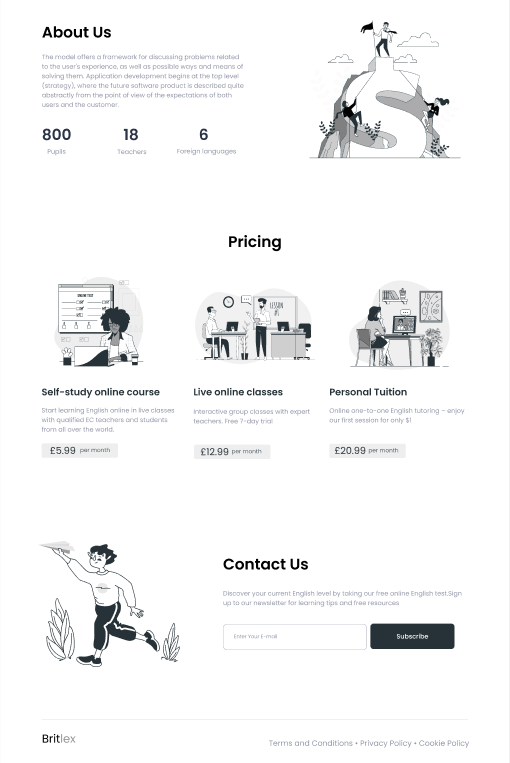 About Us
The model offers a framework for discussing problems related
to the user's experience, as well as possible ways and means of
solving them. Application development begins at the top level
(strategy), where the future software product is described quite
abstractly from the point of view of the expectations of both
users and the customer.
800 18 6
Pupils Teachers Foreign languages
Pricing
ONLINE TEST
LESSON
#1
Self-study online course
Start learning English online in live classes
with qualified EC teachers and students
from all over the world.
£5.99 per month
Live online classes
Interactive group classes with expert
teachers. Free 7-day trial
£12.99 per month
Personal Tuition
Online one-to-one English tutoring – enjoy
our first session for only $1
£20.99 per month
Contact Us
Discover your current English level by taking our free online English test.Sign
up to our newsletter for learning tips and free resources
Enter Your E-mail
Subscribe
Britlex
Terms and Conditions • Privacy Policy • Cookie Policy